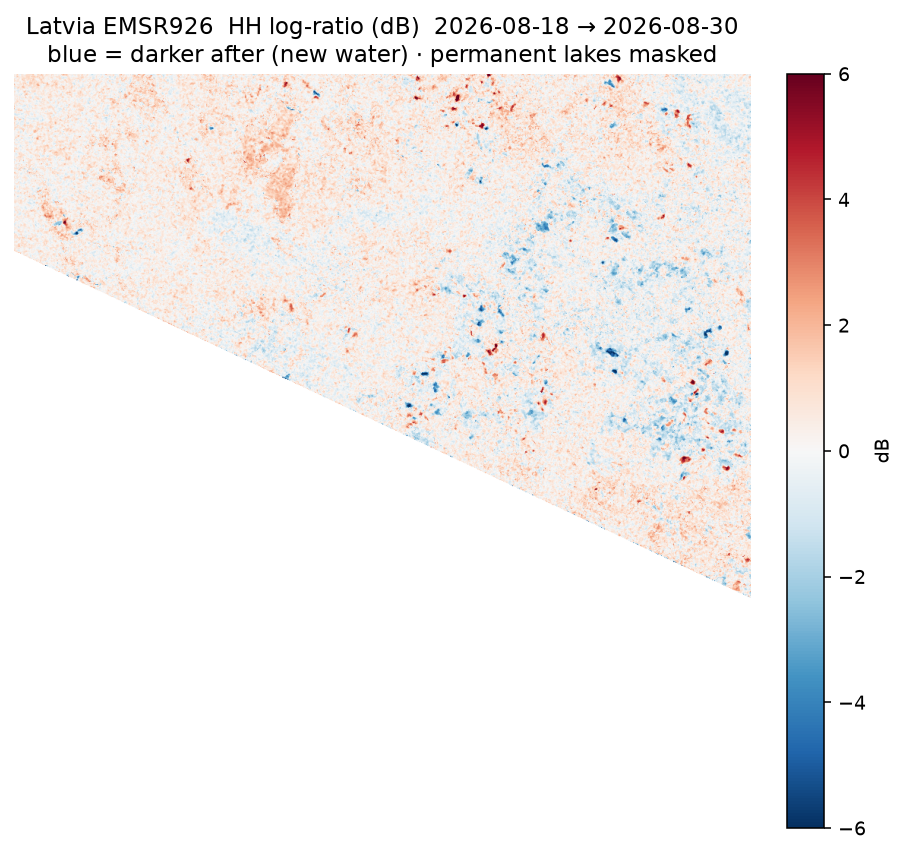 Latvia EMSR926  HH log-ratio (dB)  2026-08-18 → 2026-08-30
blue = darker after (new water) · permanent lakes masked
6
4
2
0
−2
−4
−6
dB